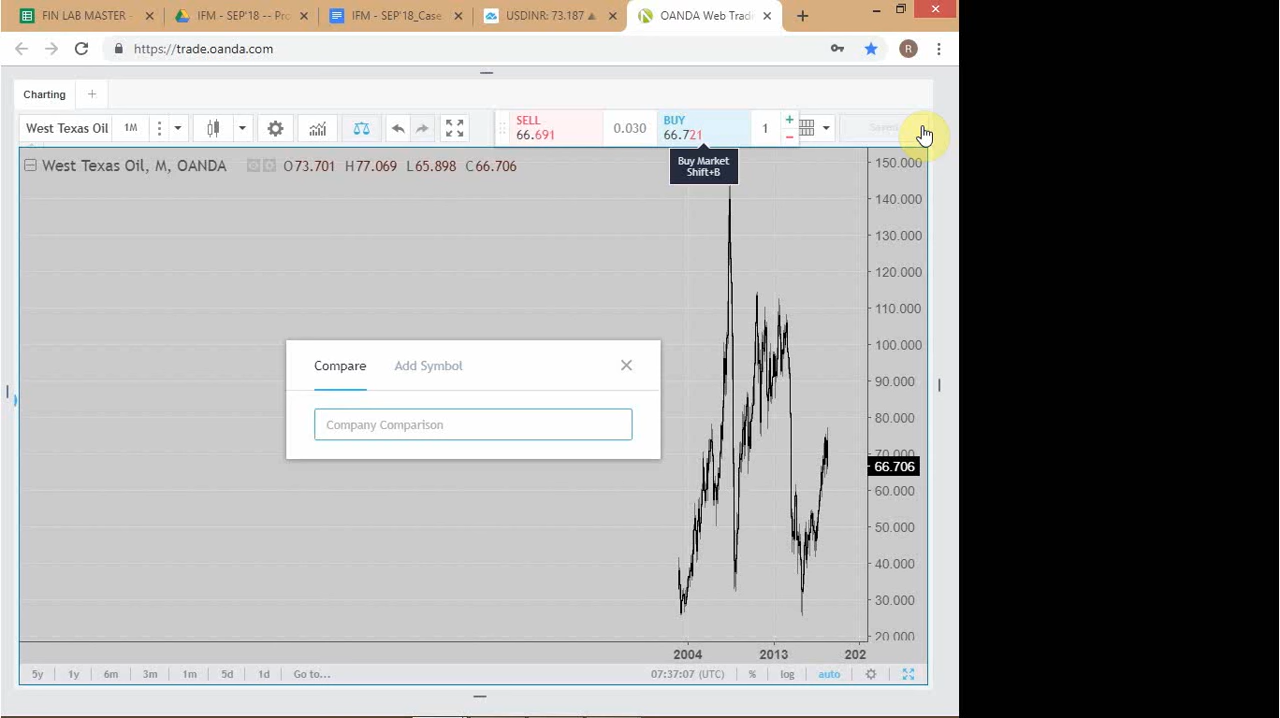 FIN LAB MASTER -
IFM - SEP'18 -- Pro
IFM - SEP'18_Case
USDINR: 73.187 ▲
OANDA Web Trad
https://trade.oanda.com
R
Charting
West Texas Oil
1M
SELL
66.691
0.030
BUY
66.721
1
Saved
Buy Market
Shift+B
West Texas Oil, M, OANDA
O73.701 H77.069 L65.898 C66.706
150.000
140.000
130.000
120.000
110.000
100.000
90.000
80.000
70.000
66.706
60.000
50.000
40.000
30.000
20.000
Compare
Add Symbol
Company Comparison
2004
2013
202
5y
1y
6m
3m
1m
5d
1d
Go to...
07:37:07 (UTC)
%
log
auto